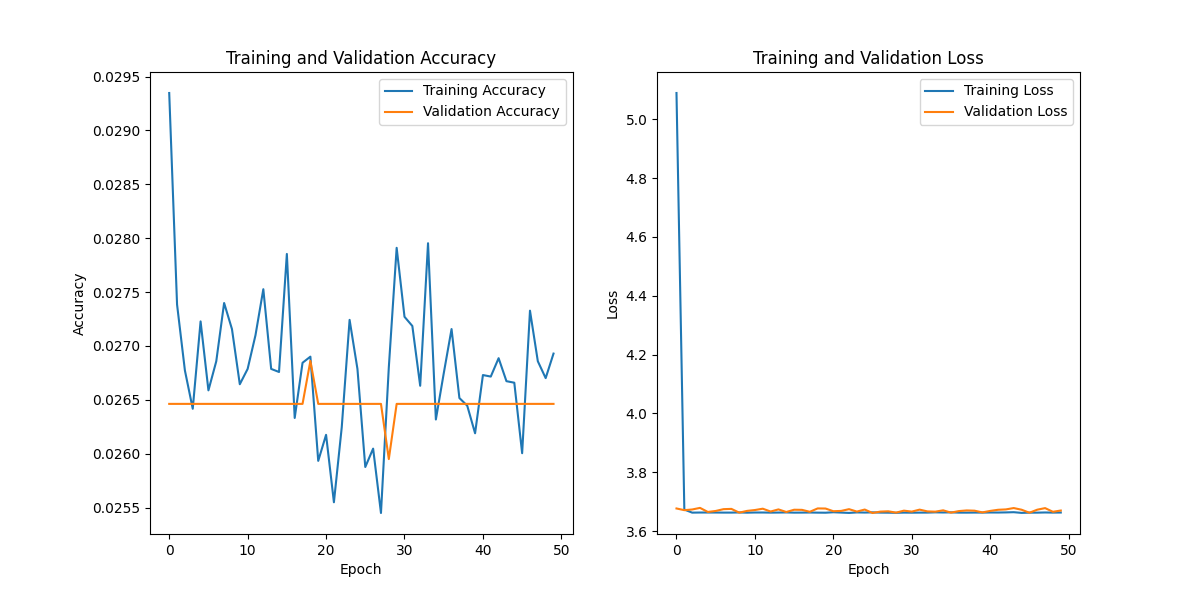 Training and Validation Accuracy
0.0295
0.0290
0.0285
0.0280
0.0275
0.0270
0.0265
0.0260
0.0255
Accuracy
Training Accuracy
Validation Accuracy
0 10 20 30 40 50
Epoch
Training and Validation Loss
5.0
4.8
4.6
4.4
4.2
4.0
3.8
3.6
Loss
Training Loss
Validation Loss
0 10 20 30 40 50
Epoch